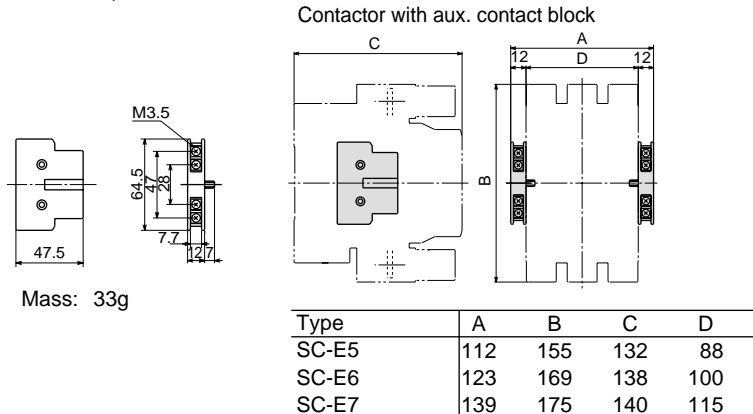 Contactor with aux. contact block
C
A
12 D 12
M3.5
B
64.5
47
28
7.7
12 7
47.5
Mass: 33g
Type A B C D
SC-E5 112 155 132 88
SC-E6 123 169 138 100
SC-E7 139 175 140 115